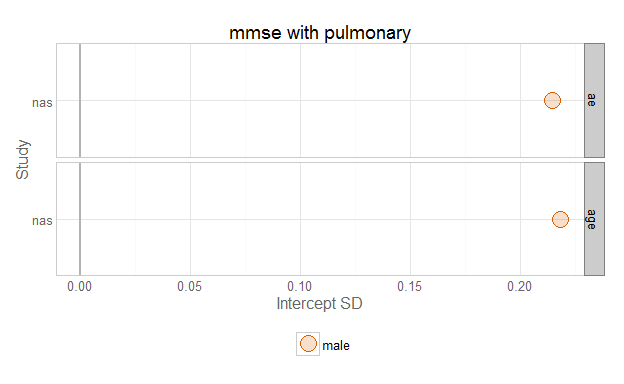 mmse with pulmonary
Study
nas
ae
nas
age
0.00 0.05 0.10 0.15 0.20
Intercept SD
male